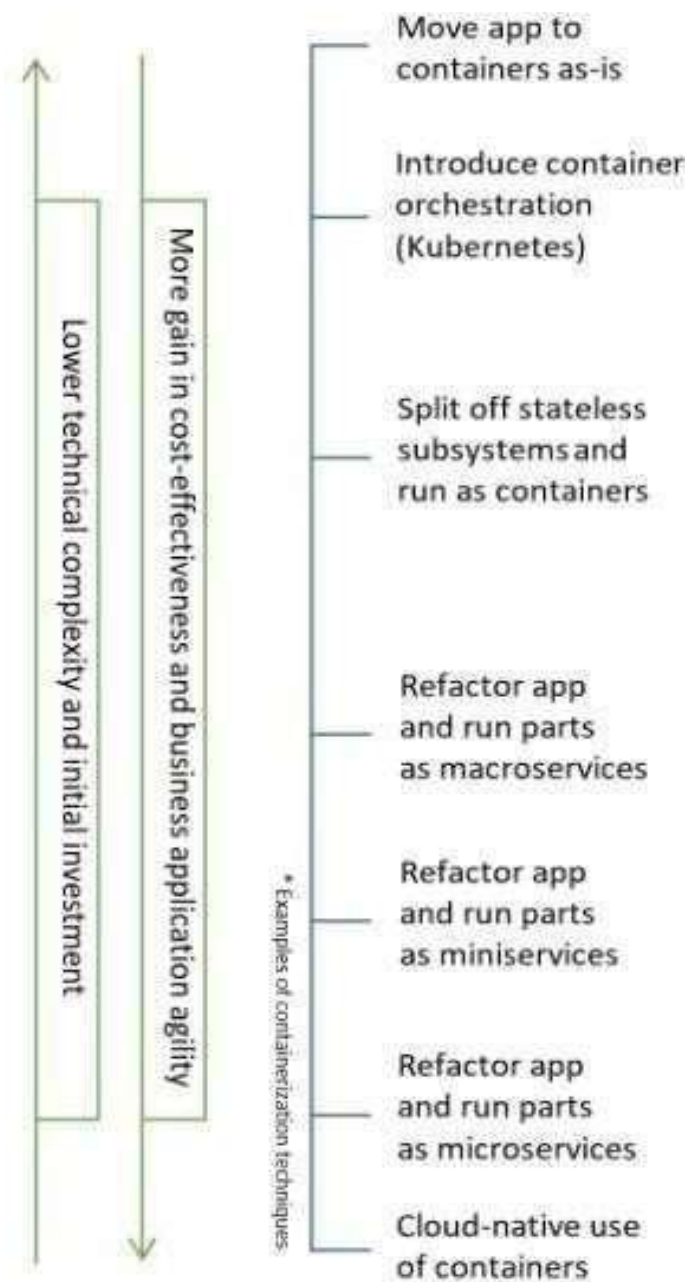 Move app to
containers as-is
Introduce container
orchestration
(Kubernetes)
Split off stateless
subsystems and
run as containers
Refactor app
and run parts
as macroservices
Refactor app
and run parts
as miniservices
Refactor app
and run parts
as microservices
Cloud-native use
of containers
Lower technical complexity and initial investment
More gain in cost-effectiveness and business application agility
* Examples of containerization techniques